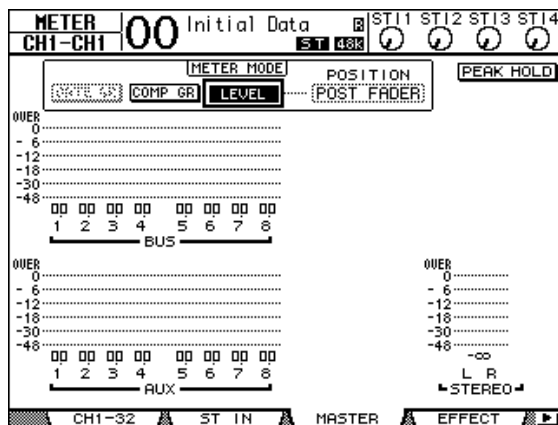 METER
CH1-CH1
00 Initial Data R
ST 48K
STI1 STI2 STI3 STI4
METER MODE
GATE GR COMP GR LEVEL
POSITION
POST FADER
PEAK HOLD
OVER
0
- 6
-12
-18
-30
-48
00 00 00 00 00 00 00 00
1 2 3 4 5 6 7 8
BUS
OVER
0
- 6
-12
-18
-30
-48
00 00 00 00 00 00 00 00
1 2 3 4 5 6 7 8
AUX
OVER
0
- 6
-12
-18
-30
-48
-∞
L R
STEREO
CH1-32 ST IN MASTER EFFECT